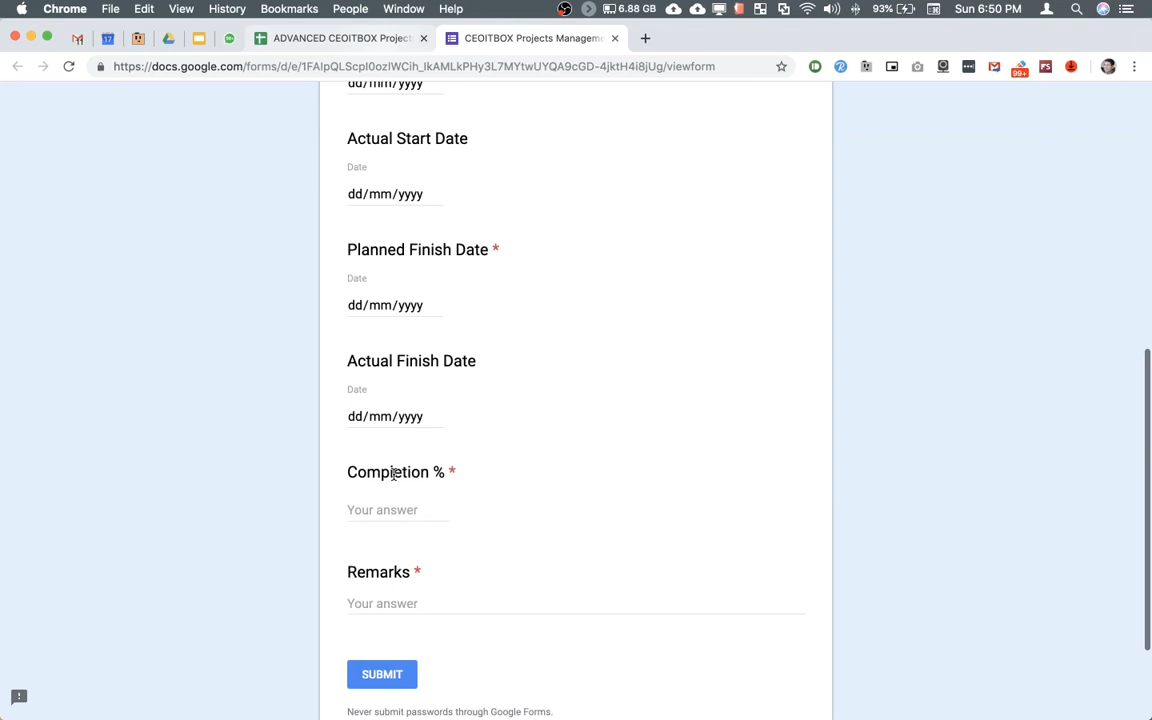 Chrome File Edit View History Bookmarks People Window Help 6.88 GB 93% Sun 6:50 PM
ADVANCED CEOITBOX Project CEOITBOX Projects Managem
https://docs.google.com/forms/d/e/1FAIpQLScpI0ozIWCih_IkAMLkPHy3L7MYtwUYQA9cGD-4jktH4i8jUg/viewform
99+
dd/mm/yyyy
Actual Start Date
Date
dd/mm/yyyy
Planned Finish Date *
Date
dd/mm/yyyy
Actual Finish Date
Date
dd/mm/yyyy
Completion % *
Your answer
Remarks *
Your answer
SUBMIT
Never submit passwords through Google Forms.